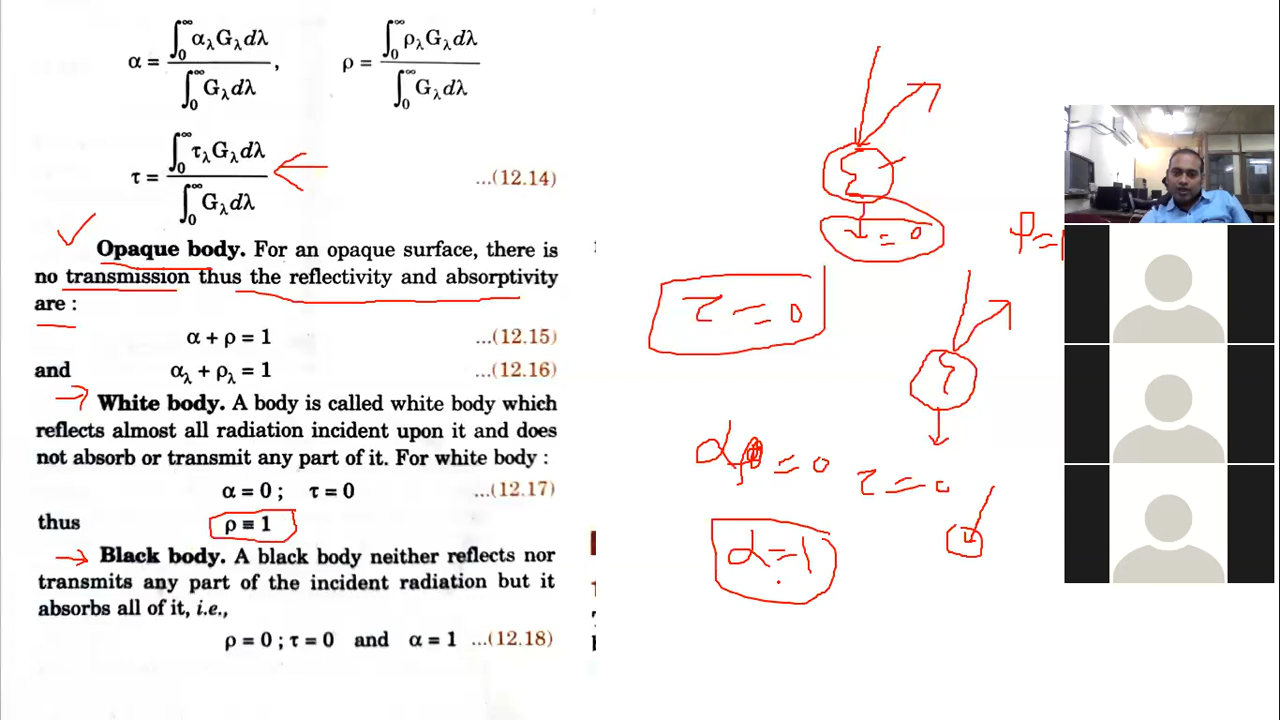 α = ∫₀^∞ α_λ G_λ dλ / ∫₀^∞ G_λ dλ , ρ = ∫₀^∞ ρ_λ G_λ dλ / ∫₀^∞ G_λ dλ
τ = ∫₀^∞ τ_λ G_λ dλ / ∫₀^∞ G_λ dλ ...(12.14)
Opaque body. For an opaque surface, there is
no transmission thus the reflectivity and absorptivity
are :
α + ρ = 1 ...(12.15)
and α_λ + ρ_λ = 1 ...(12.16)
White body. A body is called white body which
reflects almost all radiation incident upon it and does
not absorb or transmit any part of it. For white body :
α = 0 ; τ = 0 ...(12.17)
thus ρ ≡ 1
Black body. A black body neither reflects nor
transmits any part of the incident radiation but it
absorbs all of it, i.e.,
ρ = 0 ; τ = 0 and α = 1 ...(12.18)
= 0
ρ = 1
τ = 0
= 0 τ = 0
α = 1